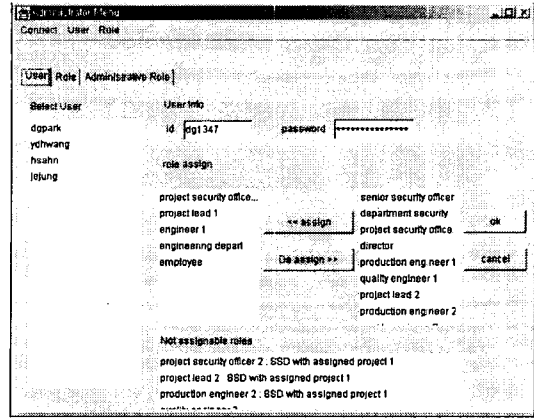 Administrator Menu
Connect User Role
User Role Administrative Role
Select User
dgpark
ydhwang
hsahn
jejung
User Info
id dg1347 password **************
role assign
project security office...
project lead 1
engineer 1
engineering depart
employee
<< assign
De assign >>
senior security officer
department security
project security office
director
production engineer 1
quality engineer 1
project lead 2
production engineer 2
ok
cancel
Not assignable roles
project security officer 2 : SSD with assigned project 1
project lead 2 : SSD with assigned project 1
production engineer 2 : SSD with assigned project 1